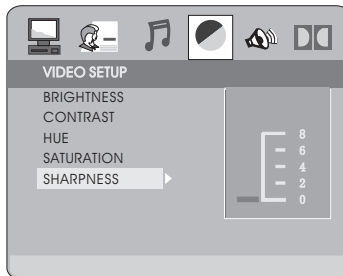 VIDEO SETUP
BRIGHTNESS
CONTRAST
HUE
SATURATION
SHARPNESS
8
6
4
2
0